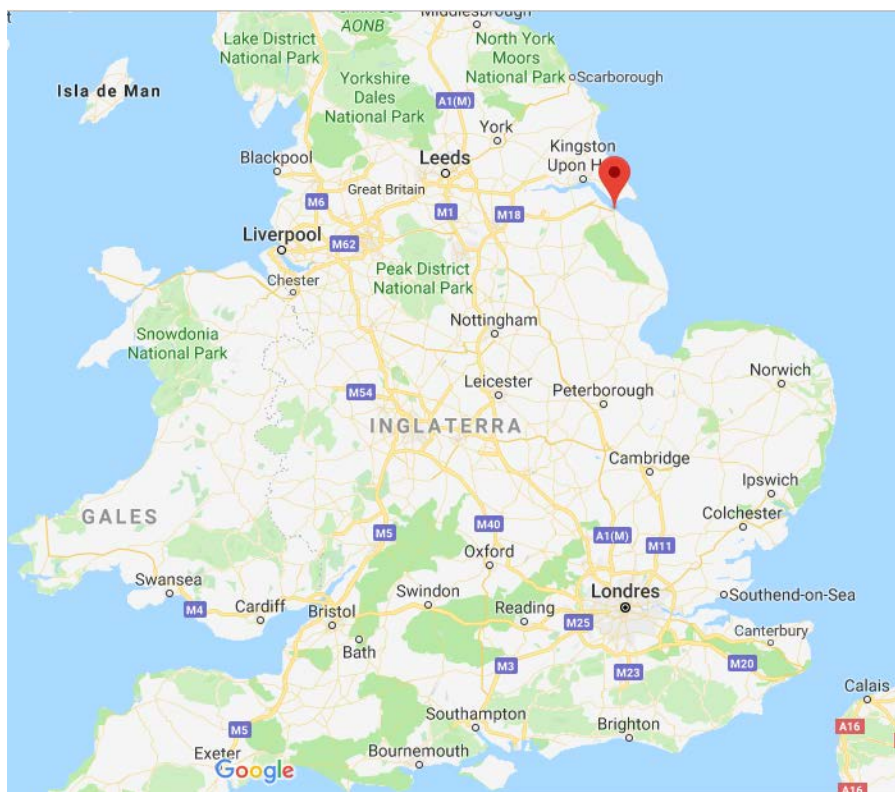 Middlesbrough
AONB
Lake District
National Park
North York
Moors
National Park
Scarborough
Isla de Man
Yorkshire
Dales
National Park
A1(M)
York
Kingston
Upon H
Blackpool
Leeds
Great Britain
M6
M1
M18
Liverpool
M62
Peak District
National Park
Chester
Snowdonia
National Park
Nottingham
Norwich
Leicester
M54
Peterborough
INGLATERRA
Cambridge
Ipswich
GALES
Colchester
M5
M40
A1(M)
M11
Oxford
Swansea
Londres
Southend-on-Sea
Swindon
M4
Cardiff
Bristol
Reading
M25
Canterbury
Bath
M3
M23
M20
Calais
Southampton
Brighton
M5
A16
Exeter
Bournemouth
Google
A16